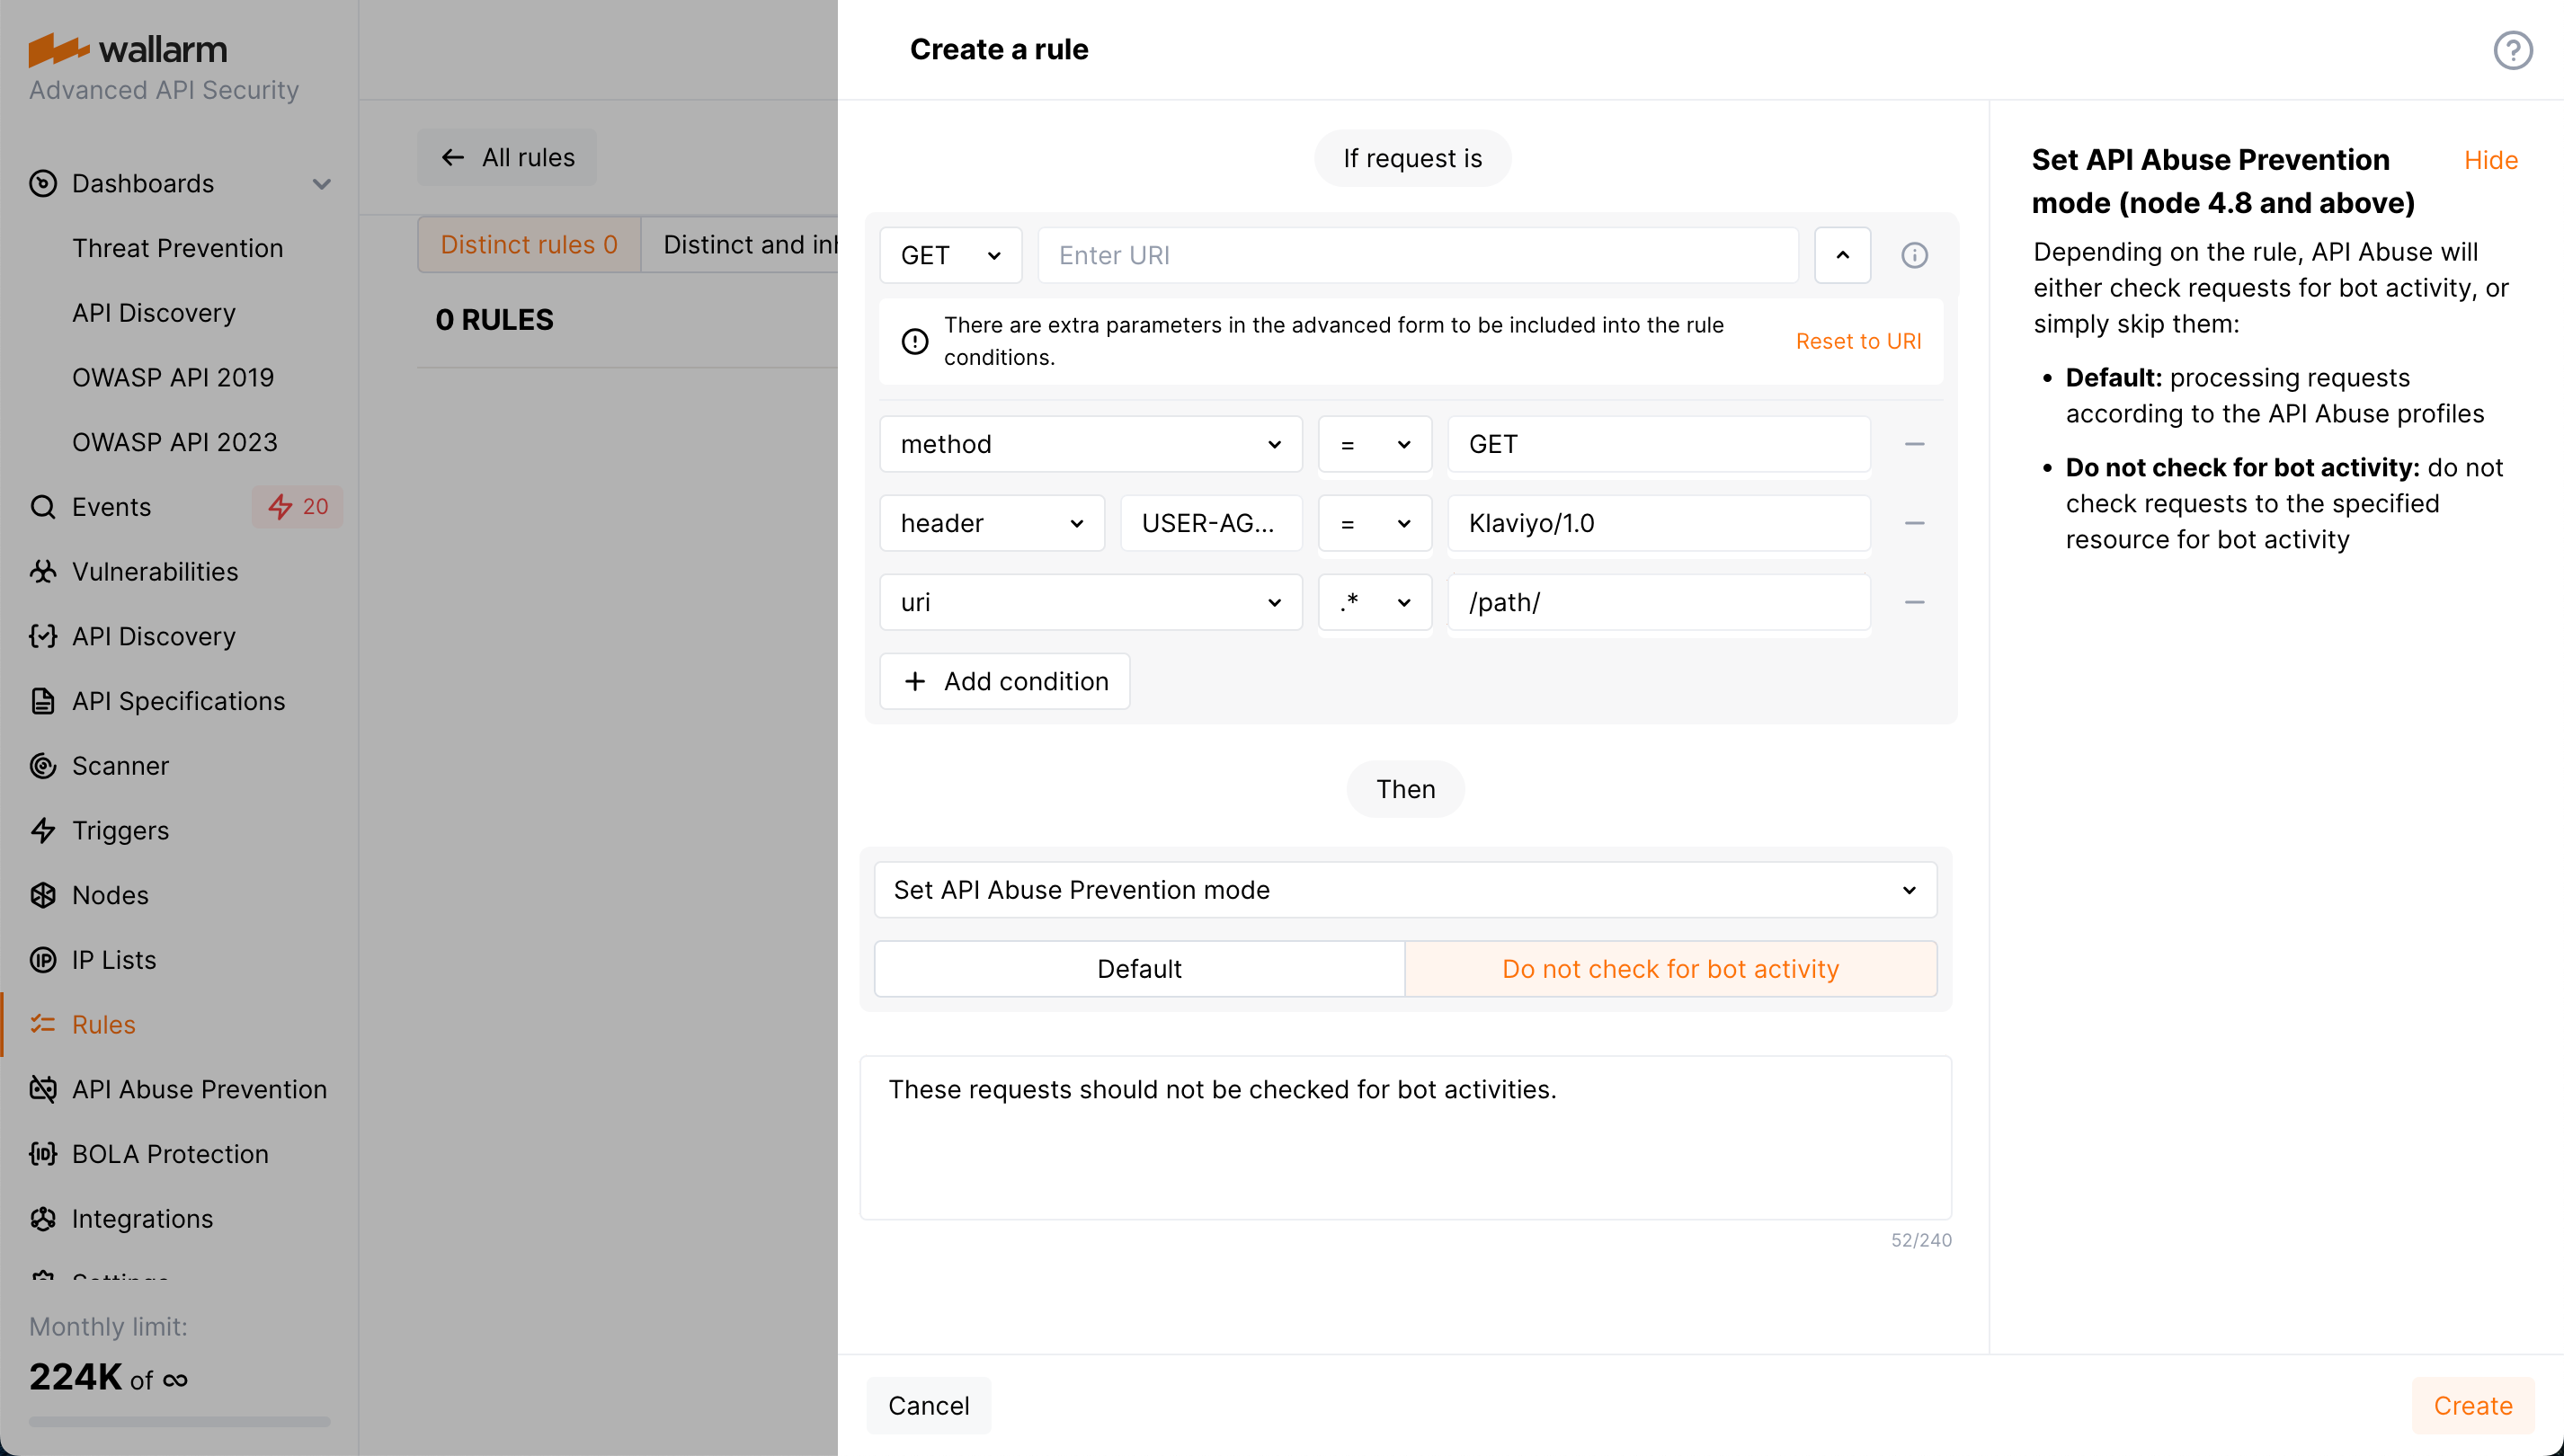 wallarm
Advanced API Security
Dashboards
Threat Prevention
API Discovery
OWASP API 2019
OWASP API 2023
Events 20
Vulnerabilities
API Discovery
API Specifications
Scanner
Triggers
Nodes
IP Lists
Rules
API Abuse Prevention
BOLA Protection
Integrations
Settings
Monthly limit:
224K of ∞
← All rules
Distinct rules 0
Distinct and inh
0 RULES
Create a rule
If request is
GET
Enter URI
There are extra parameters in the advanced form to be included into the rule
conditions.
Reset to URI
method = GET
header USER-AG... = Klaviyo/1.0
uri .* /path/
+ Add condition
Then
Set API Abuse Prevention mode
Default
Do not check for bot activity
These requests should not be checked for bot activities.
52/240
Cancel
Create
Set API Abuse Prevention
mode (node 4.8 and above)
Hide
Depending on the rule, API Abuse will
either check requests for bot activity, or
simply skip them:
• Default: processing requests
according to the API Abuse profiles
• Do not check for bot activity: do not
check requests to the specified
resource for bot activity